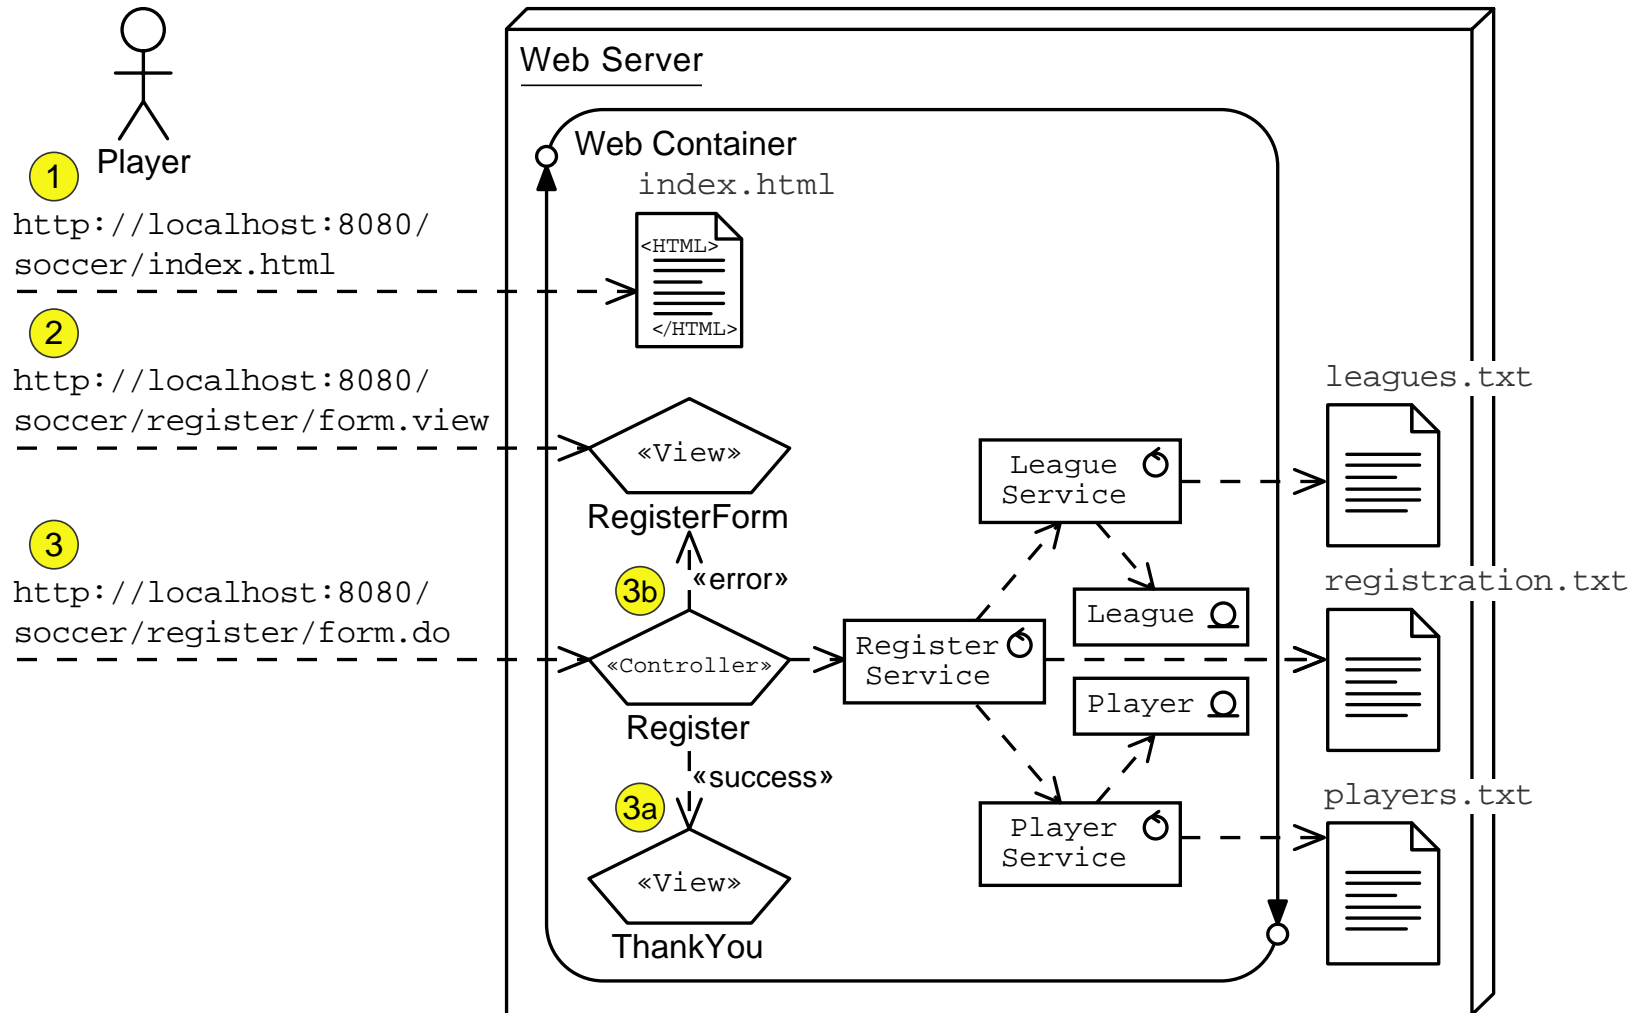 Web Server
Web Container
Player
1
http://localhost:8080/
soccer/index.html
index.html
<HTML>
</HTML>
2
http://localhost:8080/
soccer/register/form.view
«View»
RegisterForm
3
http://localhost:8080/
soccer/register/form.do
3b
«error»
«Controller»
Register
«success»
3a
«View»
ThankYou
Register
Service
League
Service
League
Player
Player
Service
leagues.txt
registration.txt
players.txt